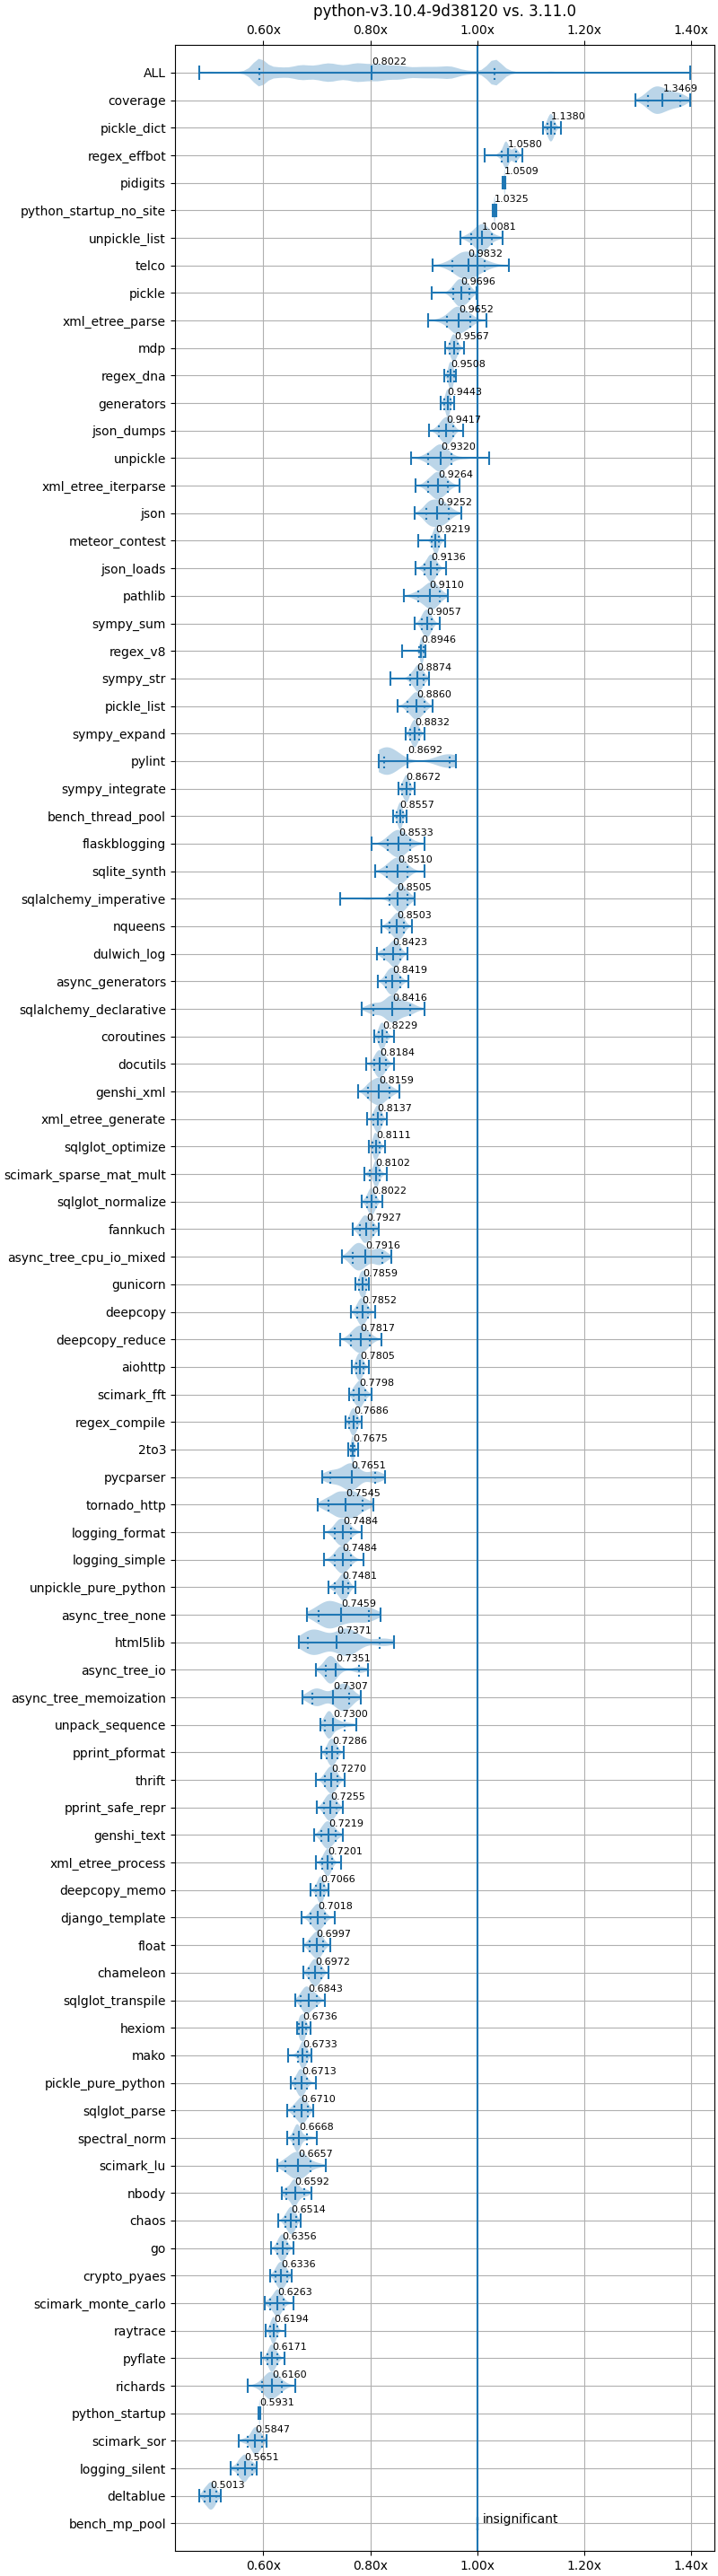 python-v3.10.4-9d38120 vs. 3.11.0
0.60x 0.80x 1.00x 1.20x 1.40x
ALL 0.8022
coverage 1.3469
pickle_dict 1.1380
regex_effbot 1.0580
pidigits 1.0509
python_startup_no_site 1.0325
unpickle_list 1.0081
telco 0.9832
pickle 0.9696
xml_etree_parse 0.9652
mdp 0.9567
regex_dna 0.9508
generators 0.9443
json_dumps 0.9417
unpickle 0.9320
xml_etree_iterparse 0.9264
json 0.9252
meteor_contest 0.9219
json_loads 0.9136
pathlib 0.9110
sympy_sum 0.9057
regex_v8 0.8946
sympy_str 0.8874
pickle_list 0.8860
sympy_expand 0.8832
pylint 0.8692
sympy_integrate 0.8672
bench_thread_pool 0.8557
flaskblogging 0.8533
sqlite_synth 0.8510
sqlalchemy_imperative 0.8505
nqueens 0.8503
dulwich_log 0.8423
async_generators 0.8419
sqlalchemy_declarative 0.8416
coroutines 0.8229
docutils 0.8184
genshi_xml 0.8159
xml_etree_generate 0.8137
sqlglot_optimize 0.8111
scimark_sparse_mat_mult 0.8102
sqlglot_normalize 0.8022
fannkuch 0.7927
async_tree_cpu_io_mixed 0.7916
gunicorn 0.7859
deepcopy 0.7852
deepcopy_reduce 0.7817
aiohttp 0.7805
scimark_fft 0.7798
regex_compile 0.7686
2to3 0.7675
pycparser 0.7651
tornado_http 0.7545
logging_format 0.7484
logging_simple 0.7484
unpickle_pure_python 0.7481
async_tree_none 0.7459
html5lib 0.7371
async_tree_io 0.7351
async_tree_memoization 0.7307
unpack_sequence 0.7300
pprint_pformat 0.7286
thrift 0.7270
pprint_safe_repr 0.7255
genshi_text 0.7219
xml_etree_process 0.7201
deepcopy_memo 0.7066
django_template 0.7018
float 0.6997
chameleon 0.6972
sqlglot_transpile 0.6843
hexiom 0.6736
mako 0.6733
pickle_pure_python 0.6713
sqlglot_parse 0.6710
spectral_norm 0.6668
scimark_lu 0.6657
nbody 0.6592
chaos 0.6514
go 0.6356
crypto_pyaes 0.6336
scimark_monte_carlo 0.6263
raytrace 0.6194
pyflate 0.6171
richards 0.6160
python_startup 0.5931
scimark_sor 0.5847
logging_silent 0.5651
deltablue 0.5013
bench_mp_pool insignificant
0.60x 0.80x 1.00x 1.20x 1.40x